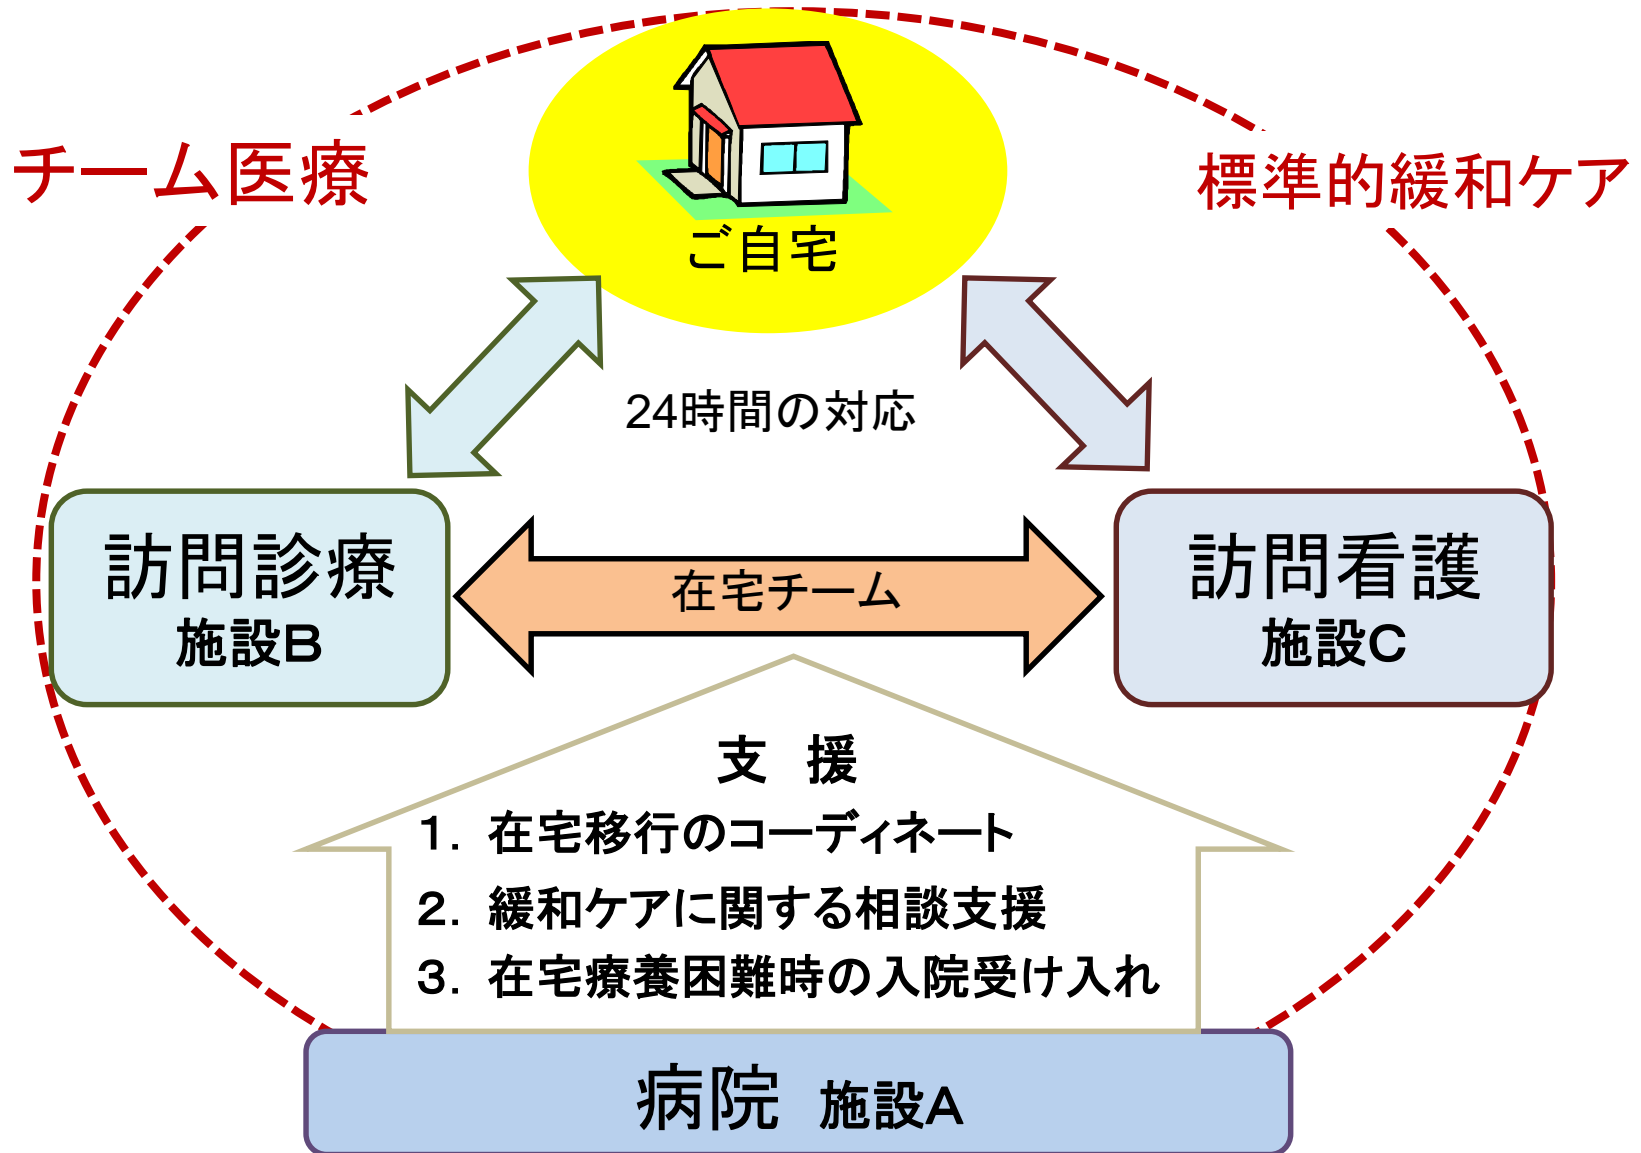 チーム医療
標準的緩和ケア
ご自宅
24時間の対応
訪問診療
施設B
在宅チーム
訪問看護
施設C
支　援
１．在宅移行のコーディネート
２．緩和ケアに関する相談支援
３．在宅療養困難時の入院受け入れ
病院　施設A